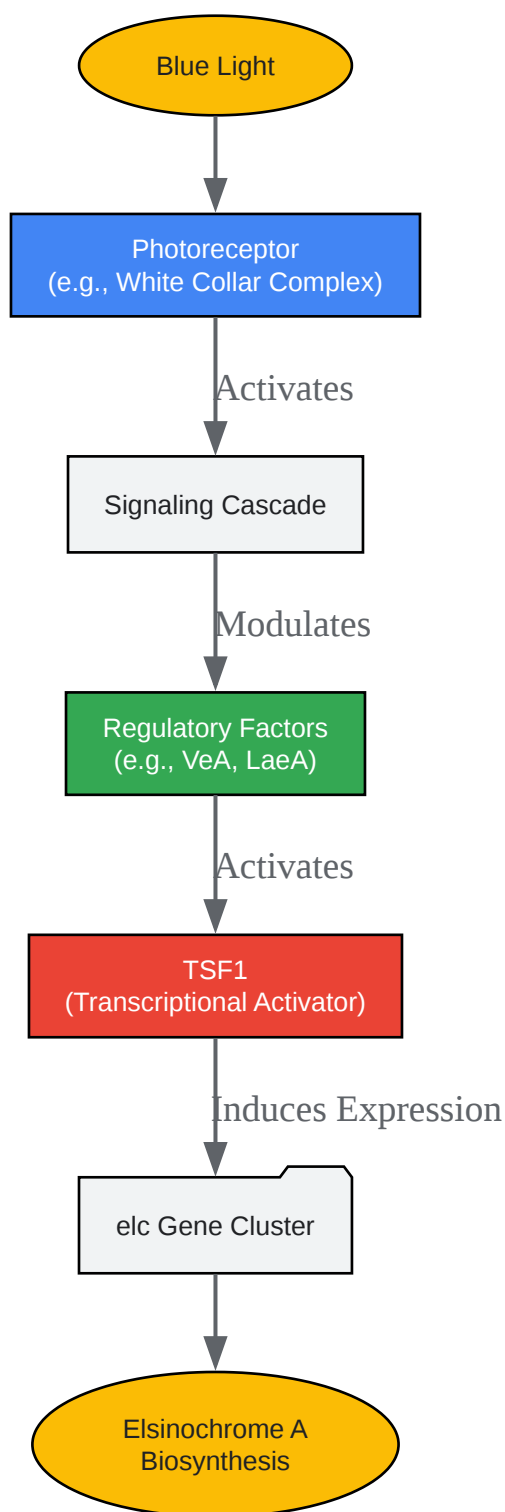 Blue Light
Photoreceptor
(e.g., White Collar Complex)
Activates
Signaling Cascade
Modulates
Regulatory Factors
(e.g., VeA, LaeA)
Activates
TSF1
(Transcriptional Activator)
Induces Expression
elc Gene Cluster
Elsinochrome A
Biosynthesis